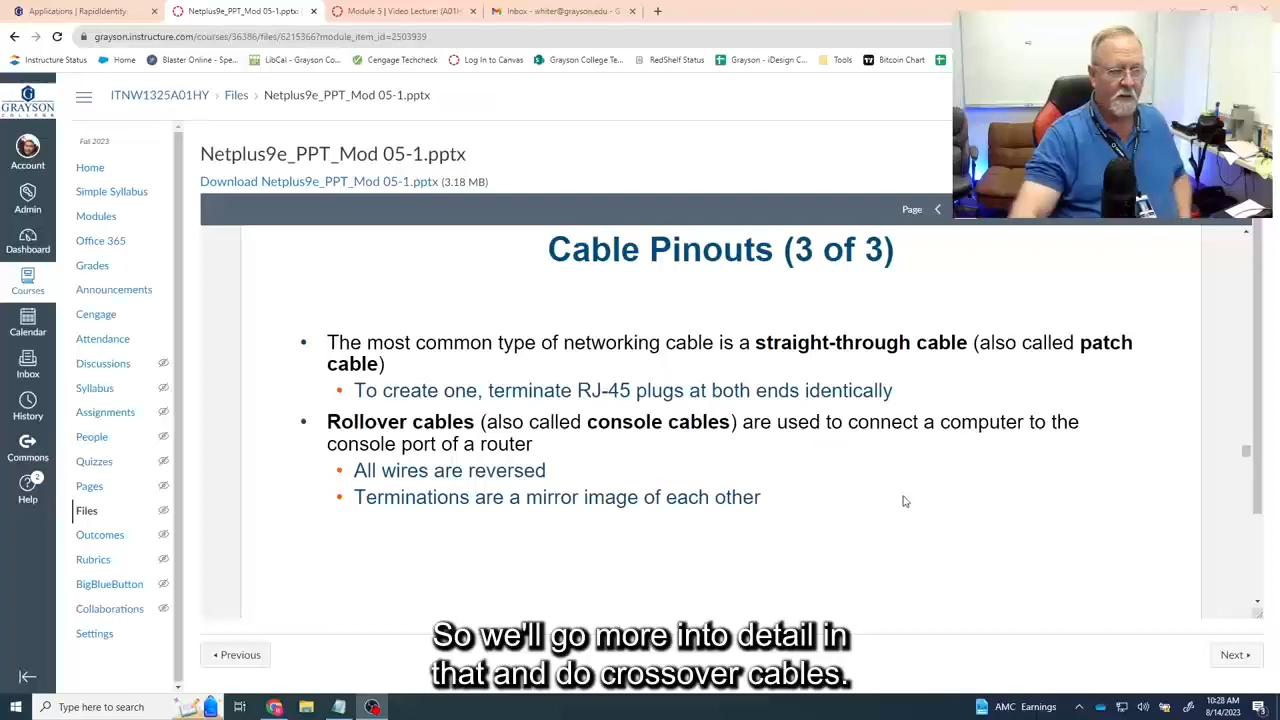 Applications | RapidIdentity
Netplus9e_PPT_Mod 05-1.pptx: IT
Module 5 | Video Lecture: [A01H
Inbox - whiter@grayson.edu - G
grayson.instructure.com/courses/36386/files/6215366?module_item_id=2503939
Instructure Status
Home
Blaster Online - Spe...
LibCal - Grayson Co...
Cengage Techcheck
Log In to Canvas
Grayson College Te...
RedShelf Status
Grayson - iDesign C...
Tools
Bitcoin Chart
GRAYSON
COLLEGE
Account
Admin
Dashboard
Courses
Calendar
Inbox
History
Commons
2
Help
ITNW1325A01HY › Files › Netplus9e_PPT_Mod 05-1.pptx
Fall 2023
Home
Simple Syllabus
Modules
Office 365
Grades
Announcements
Cengage
Attendance
Discussions
Syllabus
Assignments
People
Quizzes
Pages
Files
Outcomes
Rubrics
BigBlueButton
Collaborations
Settings
Netplus9e_PPT_Mod 05-1.pptx
Download Netplus9e_PPT_Mod 05-1.pptx (3.18 MB)
Page
Cable Pinouts (3 of 3)
• The most common type of networking cable is a straight-through cable (also called patch
cable)
• To create one, terminate RJ-45 plugs at both ends identically
• Rollover cables (also called console cables) are used to connect a computer to the
console port of a router
• All wires are reversed
• Terminations are a mirror image of each other
So we'll go more into detail in
that and do crossover cables.
Previous
Next
Type here to search
AMC Earnings
10:28 AM
8/14/2023